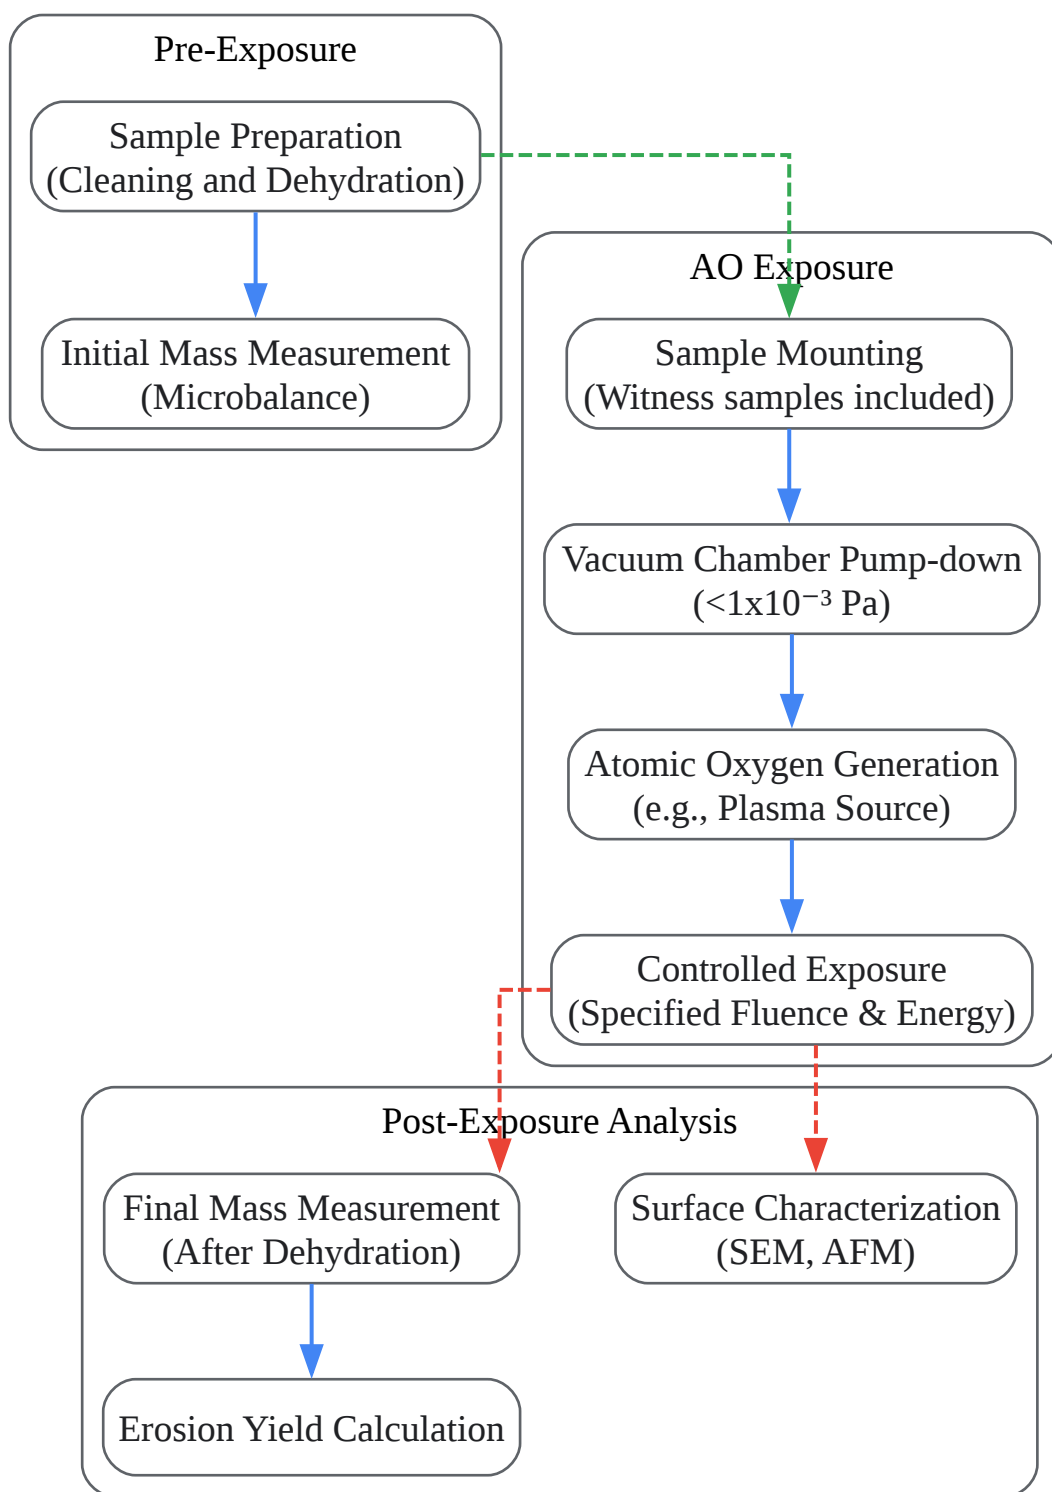 Pre-Exposure
Sample Preparation
(Cleaning and Dehydration)
Initial Mass Measurement
(Microbalance)
AO Exposure
Sample Mounting
(Witness samples included)
Vacuum Chamber Pump-down
(<1x10⁻³ Pa)
Atomic Oxygen Generation
(e.g., Plasma Source)
Controlled Exposure
(Specified Fluence & Energy)
Post-Exposure Analysis
Final Mass Measurement
(After Dehydration)
Surface Characterization
(SEM, AFM)
Erosion Yield Calculation